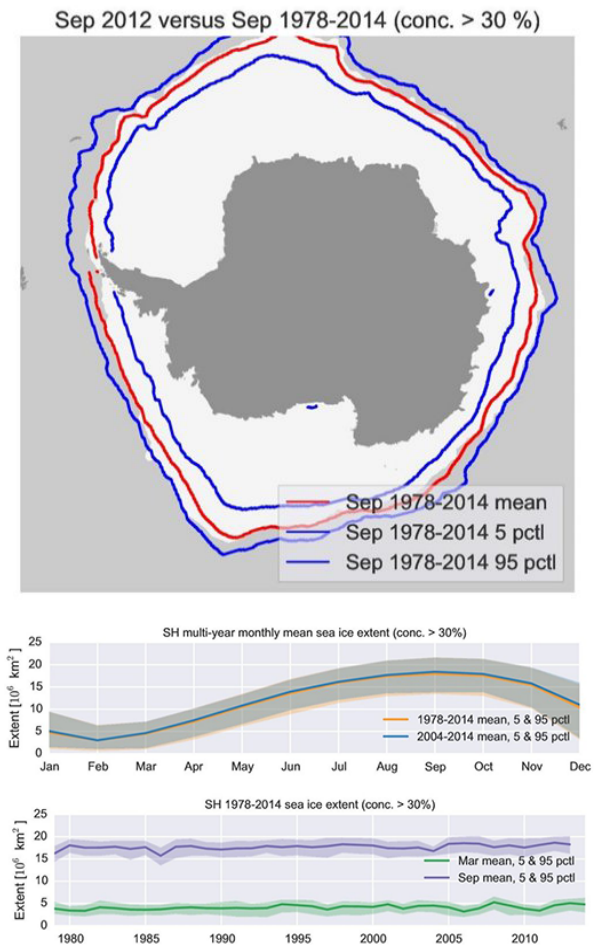 Sep 2012 versus Sep 1978-2014 (conc. > 30 %)
Sep 1978-2014 mean
Sep 1978-2014 5 pctl
Sep 1978-2014 95 pctl
SH multi-year monthly mean sea ice extent (conc. > 30%)
Extent [10⁶ km²]
25
20
15
10
5
0
1978-2014 mean, 5 & 95 pctl
2004-2014 mean, 5 & 95 pctl
Jan Feb Mar Apr May Jun Jul Aug Sep Oct Nov Dec
SH 1978-2014 sea ice extent (conc. > 30%)
Extent [10⁶ km²]
25
20
15
10
5
0
Mar mean, 5 & 95 pctl
Sep mean, 5 & 95 pctl
1980 1985 1990 1995 2000 2005 2010